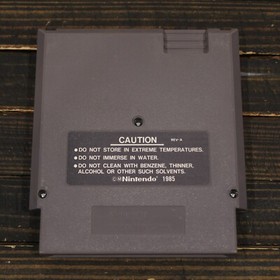 CAUTION REV-A
●DO NOT STORE IN EXTREME TEMPERATURES.
●DO NOT IMMERSE IN WATER.
●DO NOT CLEAN WITH BENZENE, THINNER,
ALCOHOL OR OTHER SUCH SOLVENTS.
©Nintendo 1985